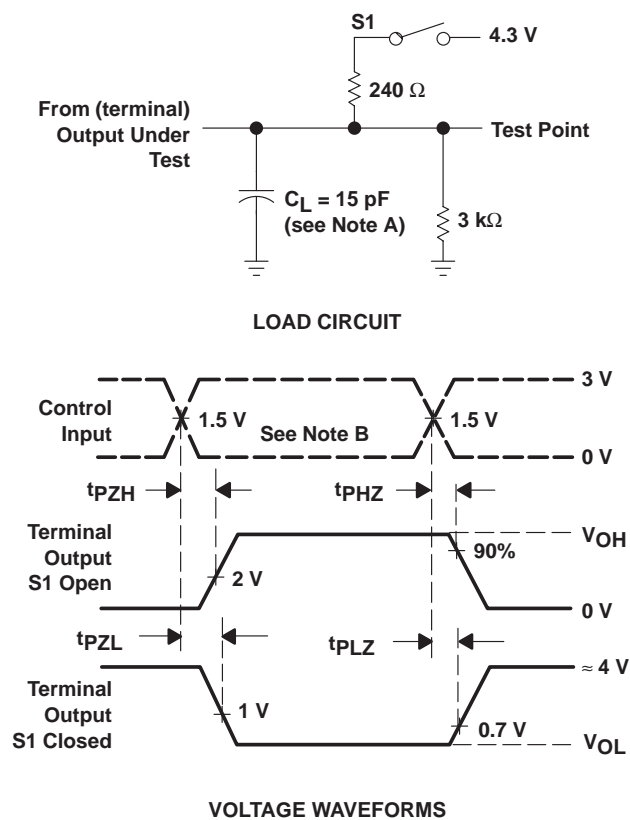 S1
4.3 V
240 Ω
From (terminal)
Output Under
Test
Test Point
CL = 15 pF
(see Note A)
3 kΩ
LOAD CIRCUIT
3 V
Control
Input
1.5 V
See Note B
1.5 V
0 V
tPZH
tPHZ
Terminal
Output
S1 Open
VOH
90%
2 V
0 V
tPZL
tPLZ
≈ 4 V
Terminal
Output
S1 Closed
1 V
0.7 V
VOL
VOLTAGE WAVEFORMS